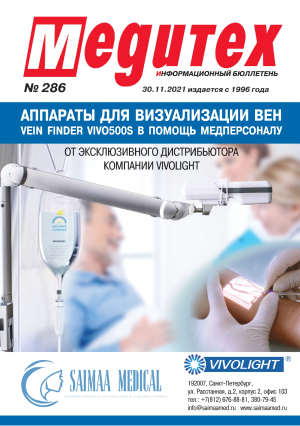 Медитех
ИНФОРМАЦИОННЫЙ БЮЛЛЕТЕНЬ
№ 286
30.11.2021 издается с 1996 года
АППАРАТЫ ДЛЯ ВИЗУАЛИЗАЦИИ ВЕН
VEIN FINDER VIVO500S В ПОМОЩЬ МЕДПЕРСОНАЛУ
ОТ ЭКСКЛЮЗИВНОГО ДИСТРИБЬЮТОРА
КОМПАНИИ VIVOLIGHT
SAIMAA MEDICAL
VIVOLIGHT
192007, Санкт-Петербург,
ул. Расстанная, д.2, корпус 2, офис 103
тел.: +7(812) 676-88-81, 380-79-45
info@saimaamed.ru www.saimaamed.ru